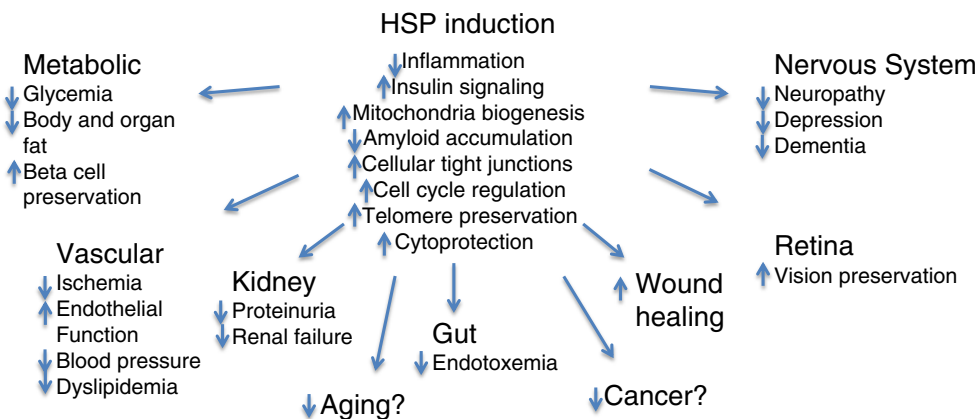 HSP induction
Inflammation
Insulin signaling
Mitochondria biogenesis
Amyloid accumulation
Cellular tight junctions
Cell cycle regulation
Telomere preservation
Cytoprotection
Metabolic
Glycemia
Body and organ
fat
Beta cell
preservation
Nervous System
Neuropathy
Depression
Dementia
Vascular
Ischemia
Endothelial
Function
Blood pressure
Dyslipidemia
Kidney
Proteinuria
Renal failure
Gut
Endotoxemia
Wound
healing
Retina
Vision preservation
Aging?
Cancer?